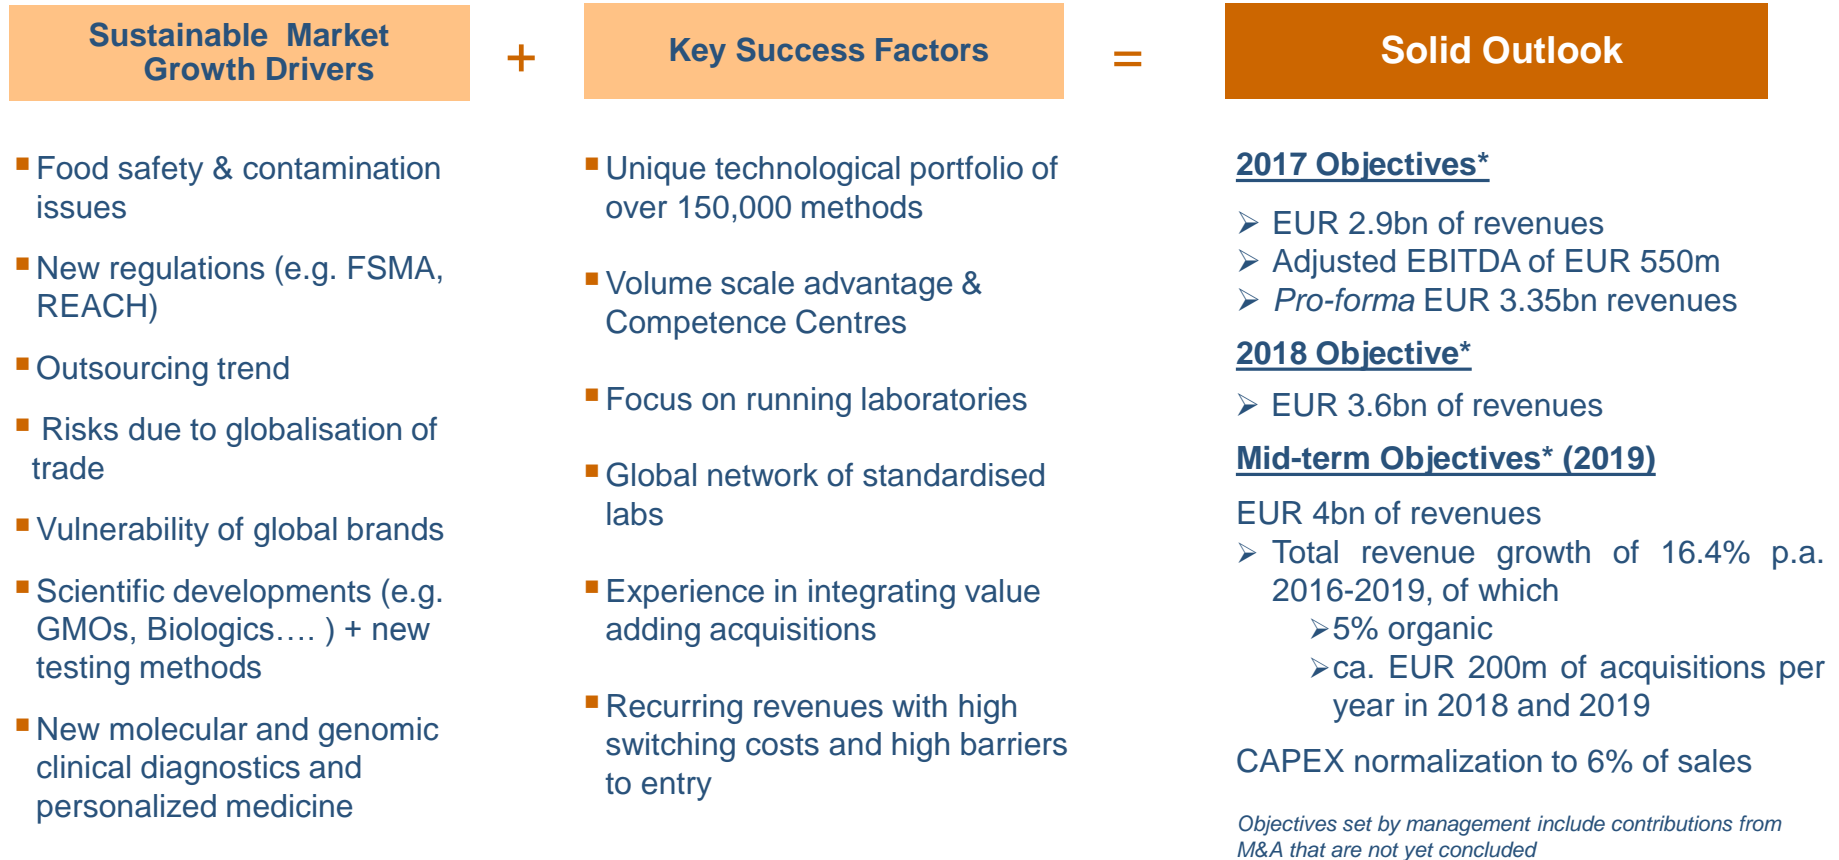 Sustainable Market
Growth Drivers
+
Key Success Factors
=
Solid Outlook
▪ Food safety & contamination
issues
▪ New regulations (e.g. FSMA,
REACH)
▪ Outsourcing trend
▪ Risks due to globalisation of
trade
▪ Vulnerability of global brands
▪ Scientific developments (e.g.
GMOs, Biologics…. ) + new
testing methods
▪ New molecular and genomic
clinical diagnostics and
personalized medicine
▪ Unique technological portfolio of
over 150,000 methods
▪ Volume scale advantage &
Competence Centres
▪ Focus on running laboratories
▪ Global network of standardised
labs
▪ Experience in integrating value
adding acquisitions
▪ Recurring revenues with high
switching costs and high barriers
to entry
2017 Objectives*
➢ EUR 2.9bn of revenues
➢ Adjusted EBITDA of EUR 550m
➢ Pro-forma EUR 3.35bn revenues
2018 Objective*
➢ EUR 3.6bn of revenues
Mid-term Objectives* (2019)
EUR 4bn of revenues
➢ Total revenue growth of 16.4% p.a.
2016-2019, of which
➢5% organic
➢ca. EUR 200m of acquisitions per
year in 2018 and 2019
CAPEX normalization to 6% of sales
Objectives set by management include contributions from
M&A that are not yet concluded